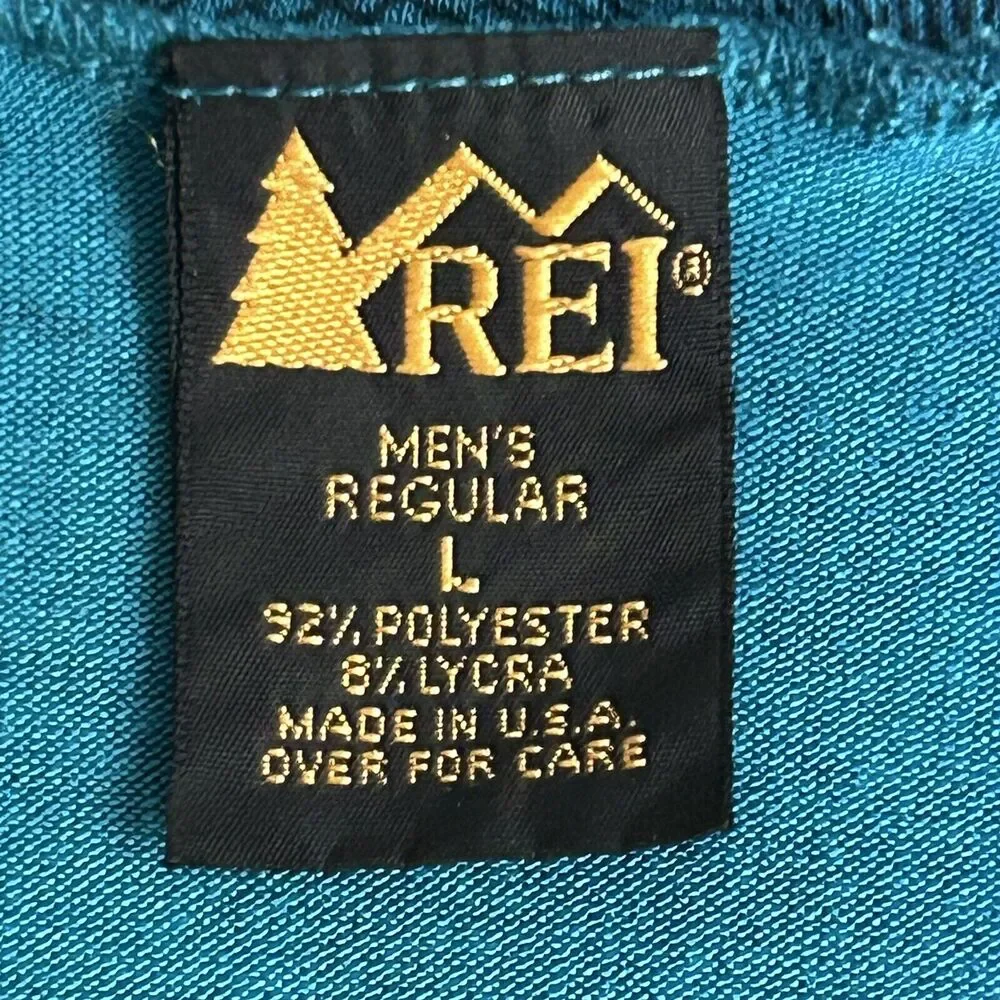 REI®
MEN'S
REGULAR
L
92% POLYESTER
8% LYCRA
MADE IN U.S.A.
OVER FOR CARE